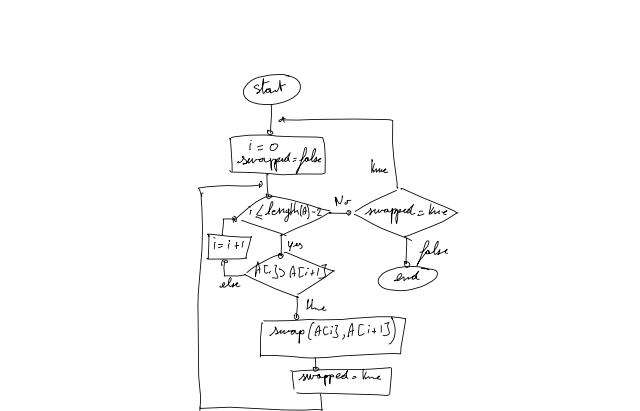 start
i = 0
swapped = false
true
i ≤ length(A)-2
No
swapped = true
i = i+1
yes
false
A[i] > A[i+1]
end
else
true
swap (A[i], A[i+1])
swapped = true